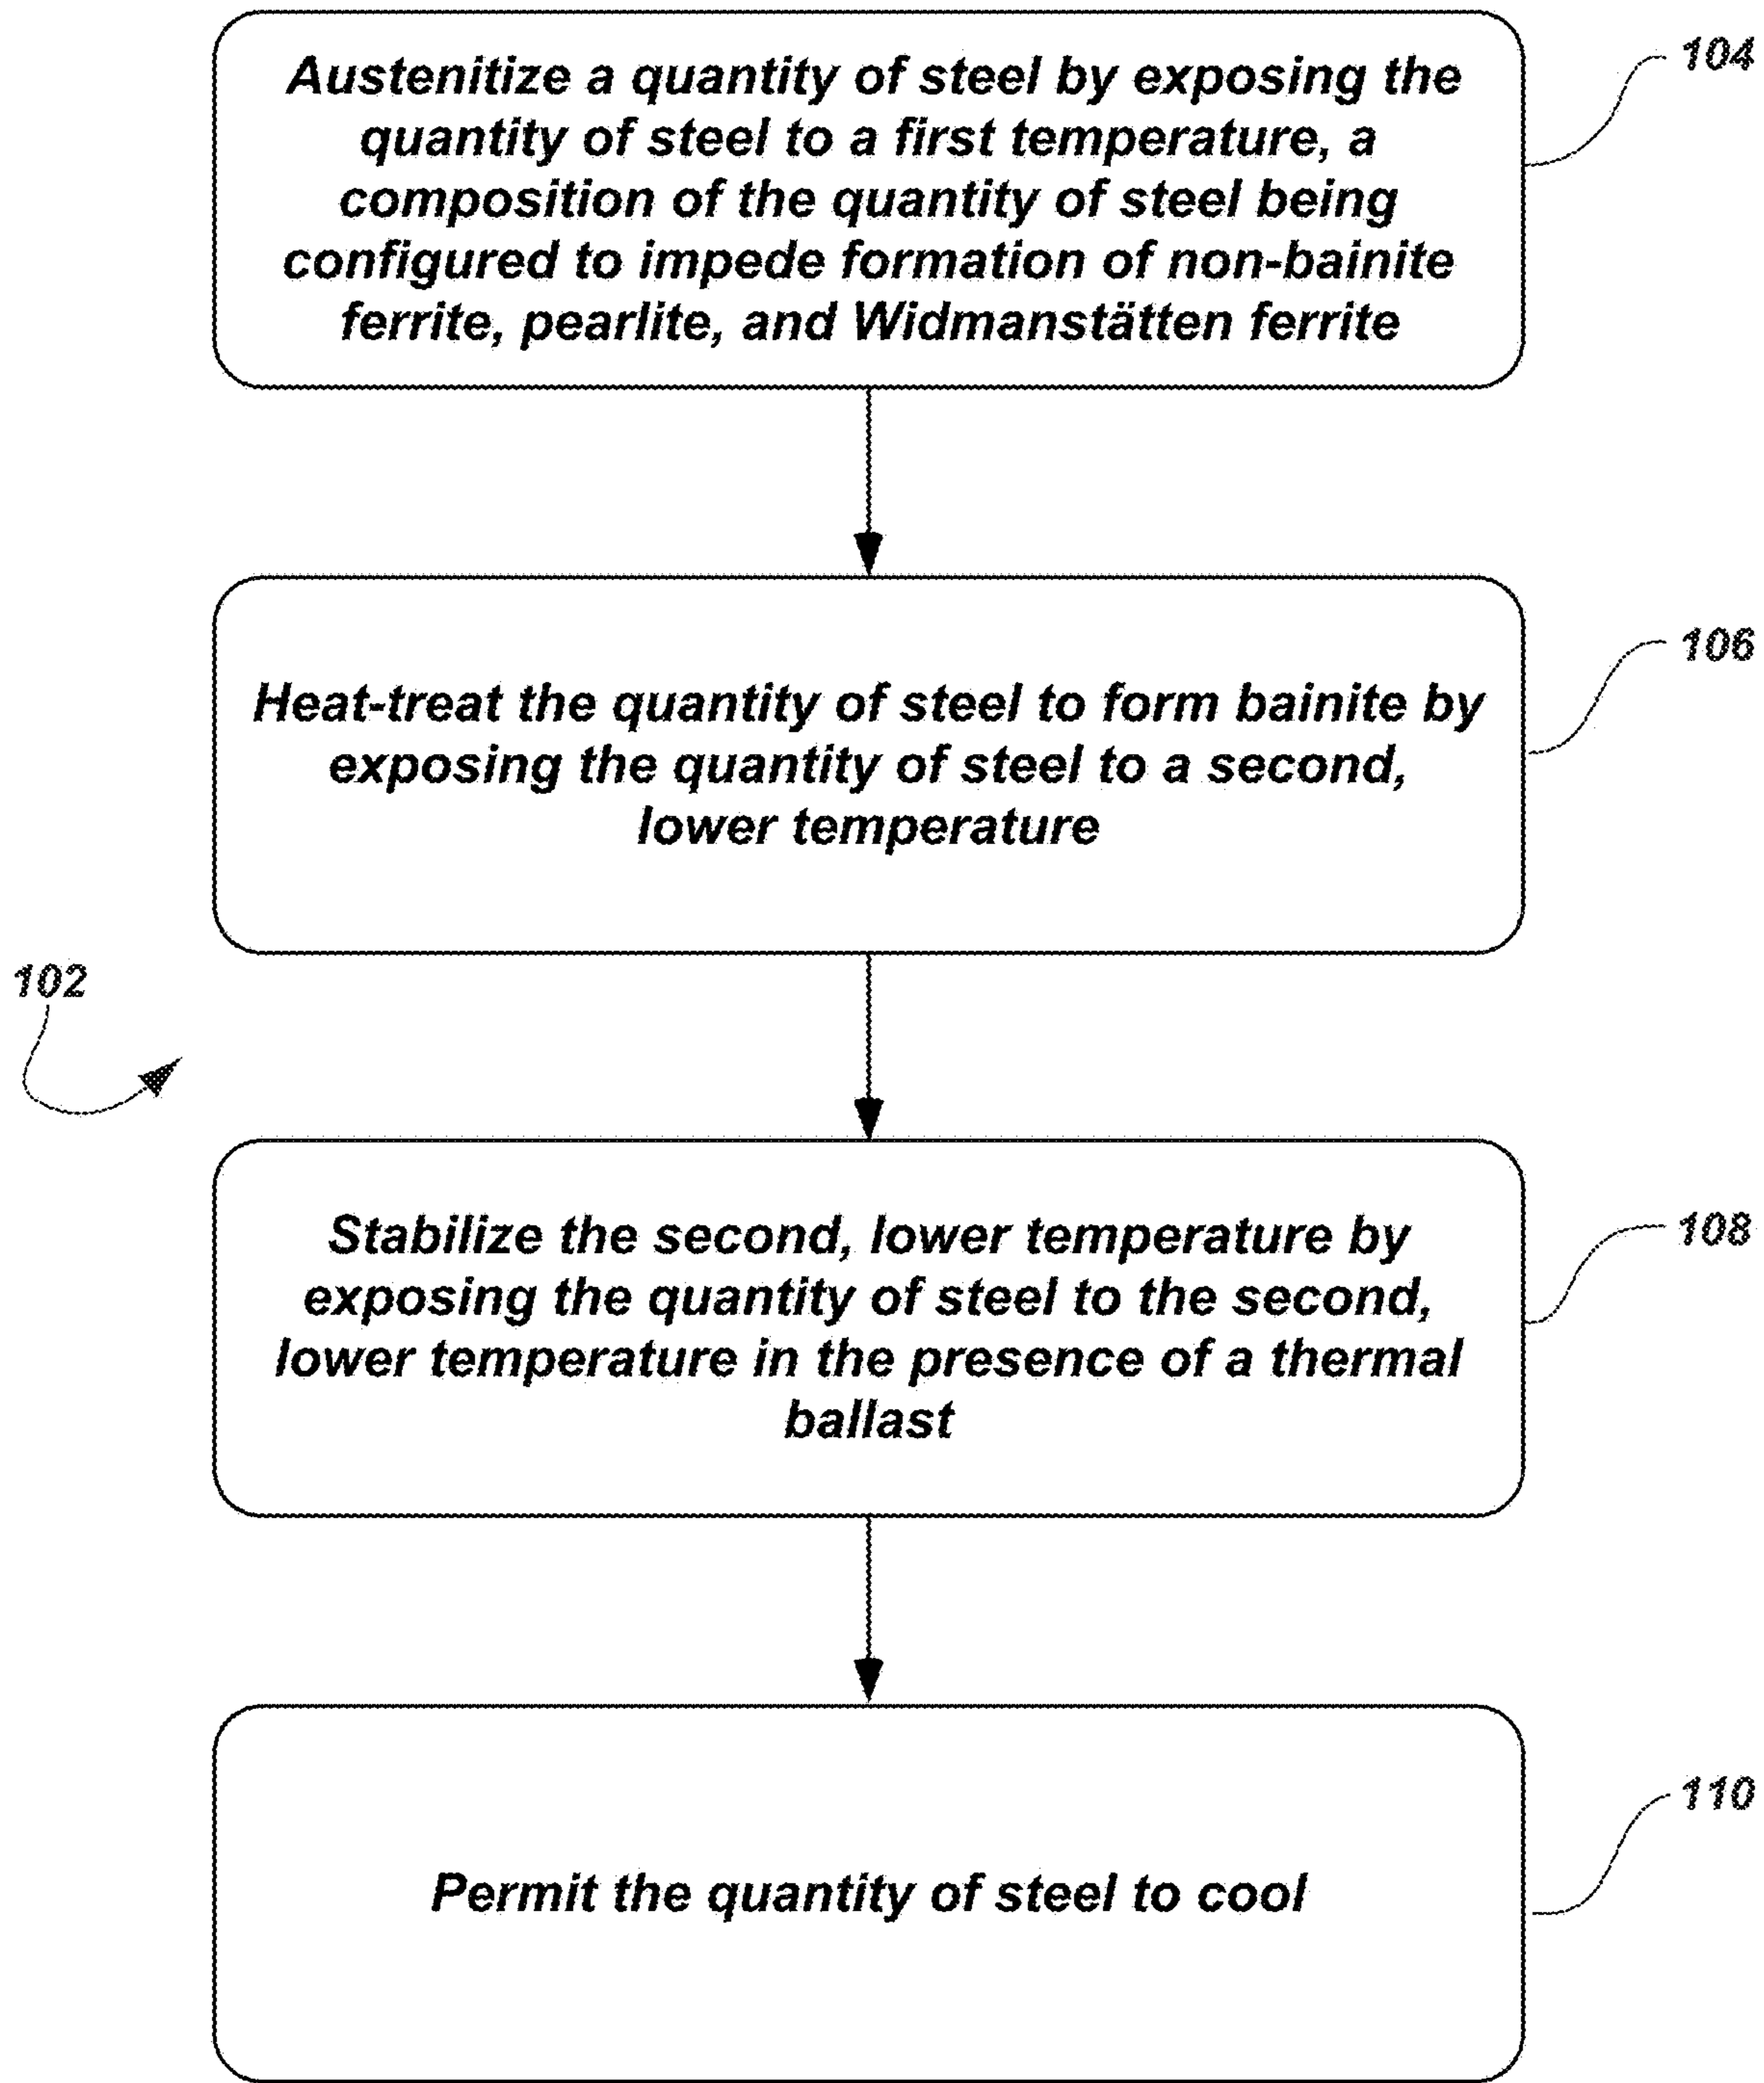 Austenitize a quantity of steel by exposing the
quantity of steel to a first temperature, a
composition of the quantity of steel being
configured to impede formation of non-bainite
ferrite, pearlite, and Widmanstätten ferrite
104
Heat-treat the quantity of steel to form bainite by
exposing the quantity of steel to a second,
lower temperature
106
102
Stabilize the second, lower temperature by
exposing the quantity of steel to the second,
lower temperature in the presence of a thermal
ballast
108
Permit the quantity of steel to cool
110